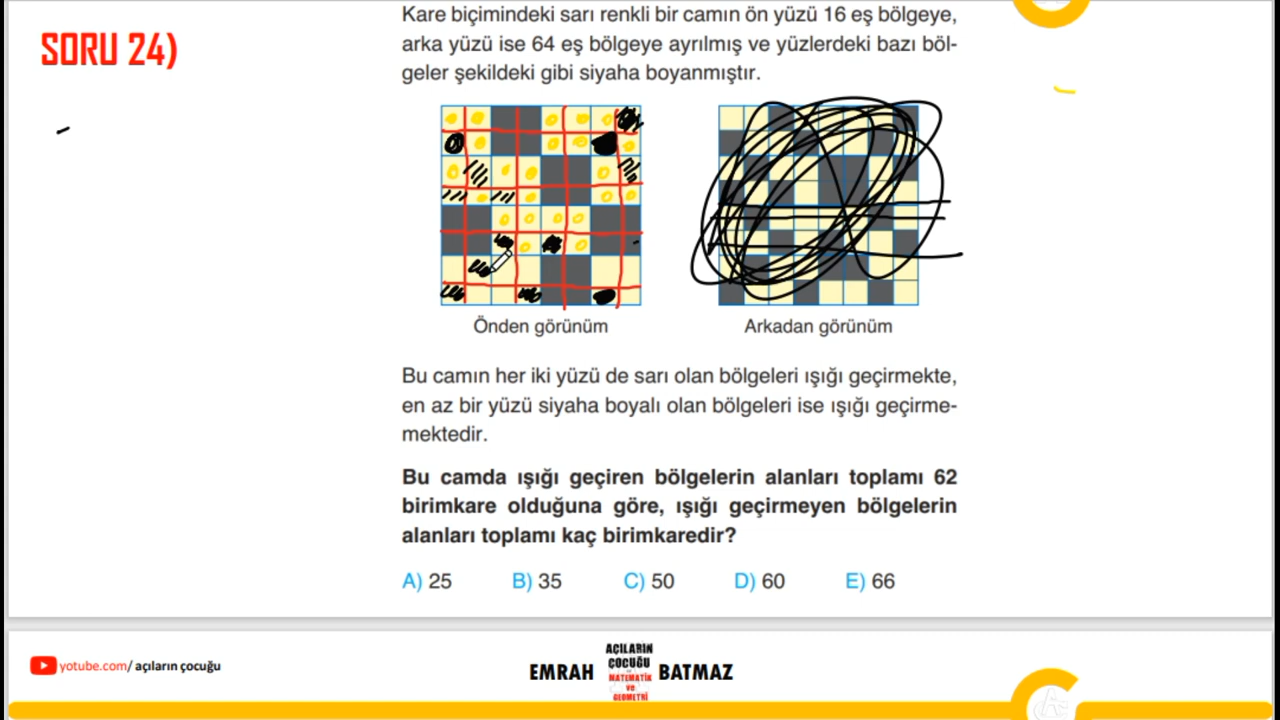 SORU 24)
Kare biçimindeki sarı renkli bir camın ön yüzü 16 eş bölgeye,
arka yüzü ise 64 eş bölgeye ayrılmış ve yüzlerdeki bazı böl-
geler şekildeki gibi siyaha boyanmıştır.
Önden görünüm
Arkadan görünüm
Bu camın her iki yüzü de sarı olan bölgeleri ışığı geçirmekte,
en az bir yüzü siyaha boyalı olan bölgeleri ise ışığı geçirme-
mektedir.
Bu camda ışığı geçiren bölgelerin alanları toplamı 62
birimkare olduğuna göre, ışığı geçirmeyen bölgelerin
alanları toplamı kaç birimkaredir?
A) 25 B) 35 C) 50 D) 60 E) 66
yotube.com/ açıların çocuğu
EMRAH
AÇILARIN
ÇOCUĞU
MATEMATİK
ve
GEOMETRİ
BATMAZ